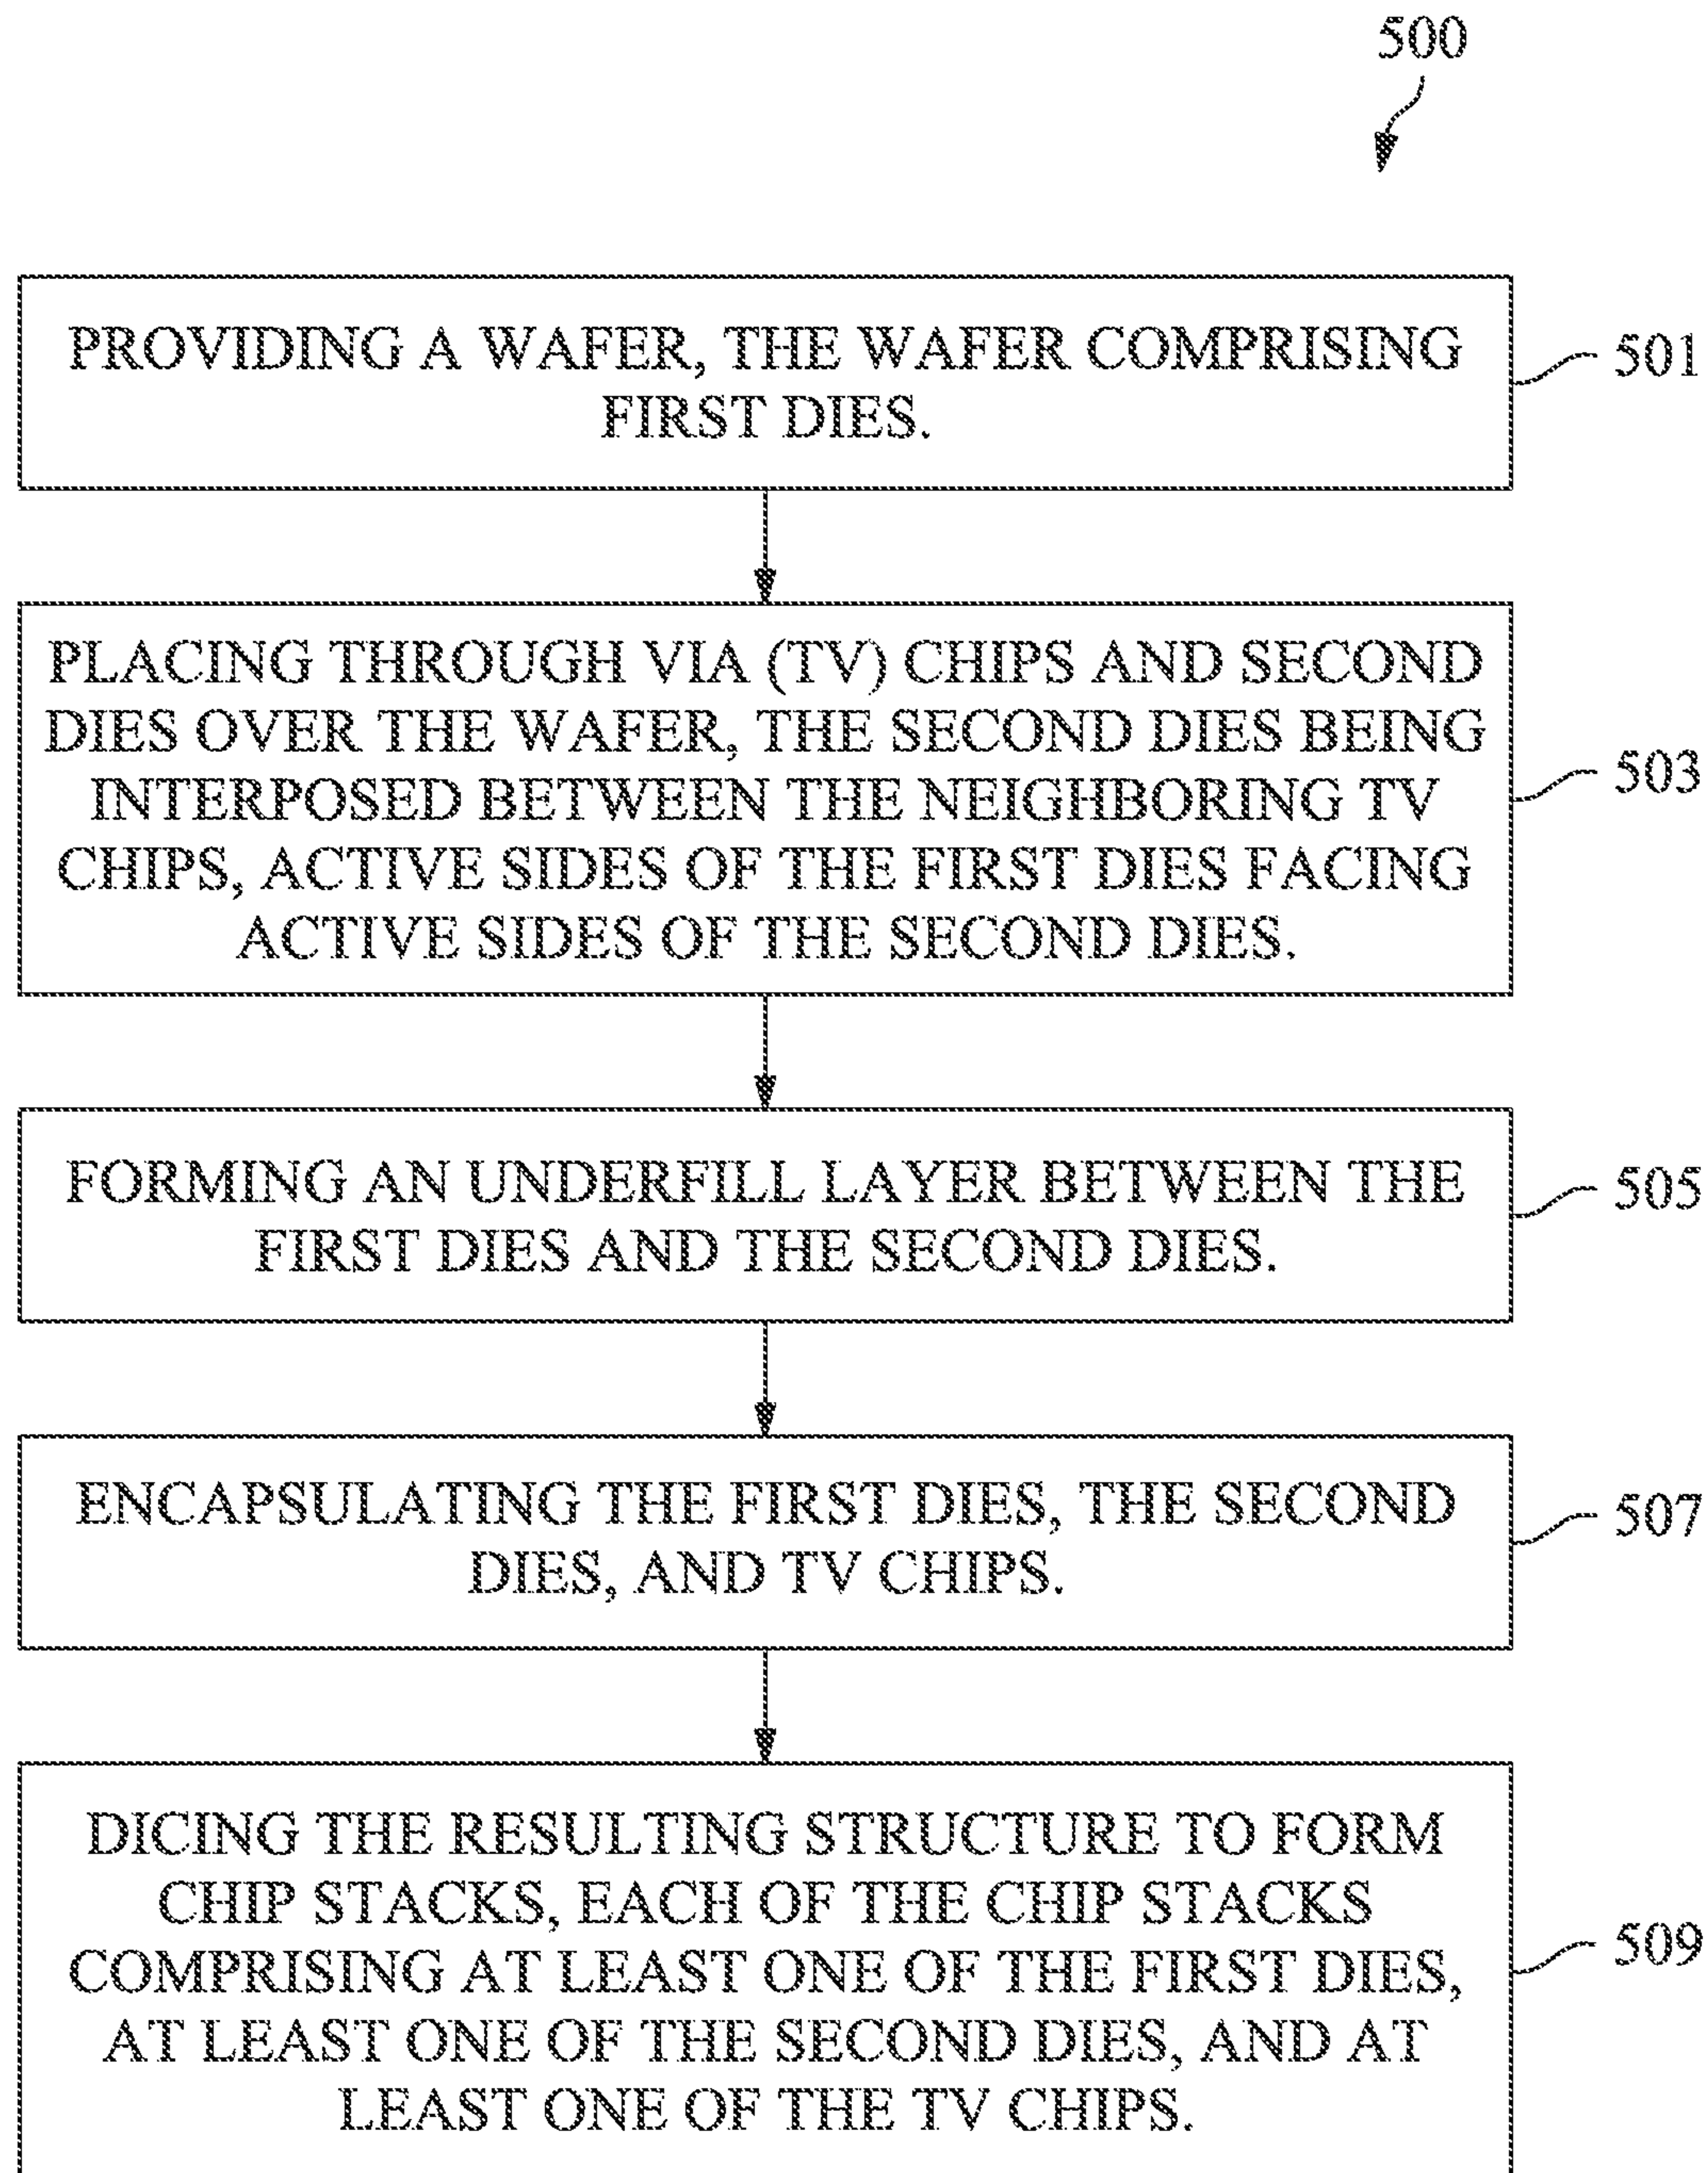 500
PROVIDING A WAFER, THE WAFER COMPRISING
FIRST DIES.
501
PLACING THROUGH VIA (TV) CHIPS AND SECOND
DIES OVER THE WAFER, THE SECOND DIES BEING
INTERPOSED BETWEEN THE NEIGHBORING TV
CHIPS, ACTIVE SIDES OF THE FIRST DIES FACING
ACTIVE SIDES OF THE SECOND DIES.
503
FORMING AN UNDERFILL LAYER BETWEEN THE
FIRST DIES AND THE SECOND DIES.
505
ENCAPSULATING THE FIRST DIES, THE SECOND
DIES, AND TV CHIPS.
507
DICING THE RESULTING STRUCTURE TO FORM
CHIP STACKS, EACH OF THE CHIP STACKS
COMPRISING AT LEAST ONE OF THE FIRST DIES,
AT LEAST ONE OF THE SECOND DIES, AND AT
LEAST ONE OF THE TV CHIPS.
509